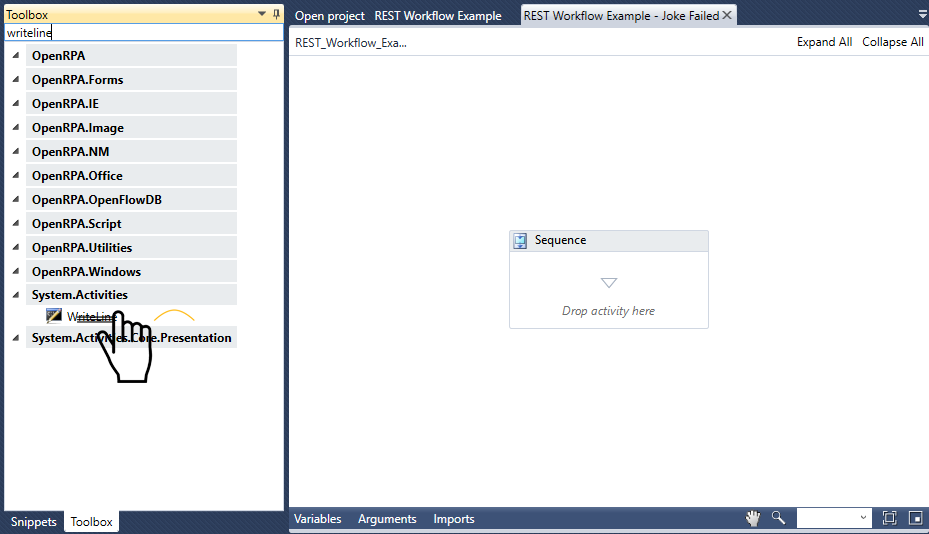 Toolbox
writeline
OpenRPA
OpenRPA.Forms
OpenRPA.IE
OpenRPA.Image
OpenRPA.NM
OpenRPA.Office
OpenRPA.OpenFlowDB
OpenRPA.Script
OpenRPA.Utilities
OpenRPA.Windows
System.Activities
WriteLine
System.Activities.Core.Presentation
Snippets Toolbox
Open project REST Workflow Example REST Workflow Example - Joke Failed
REST_Workflow_Exa... Expand All Collapse All
Sequence
Drop activity here
Variables Arguments Imports